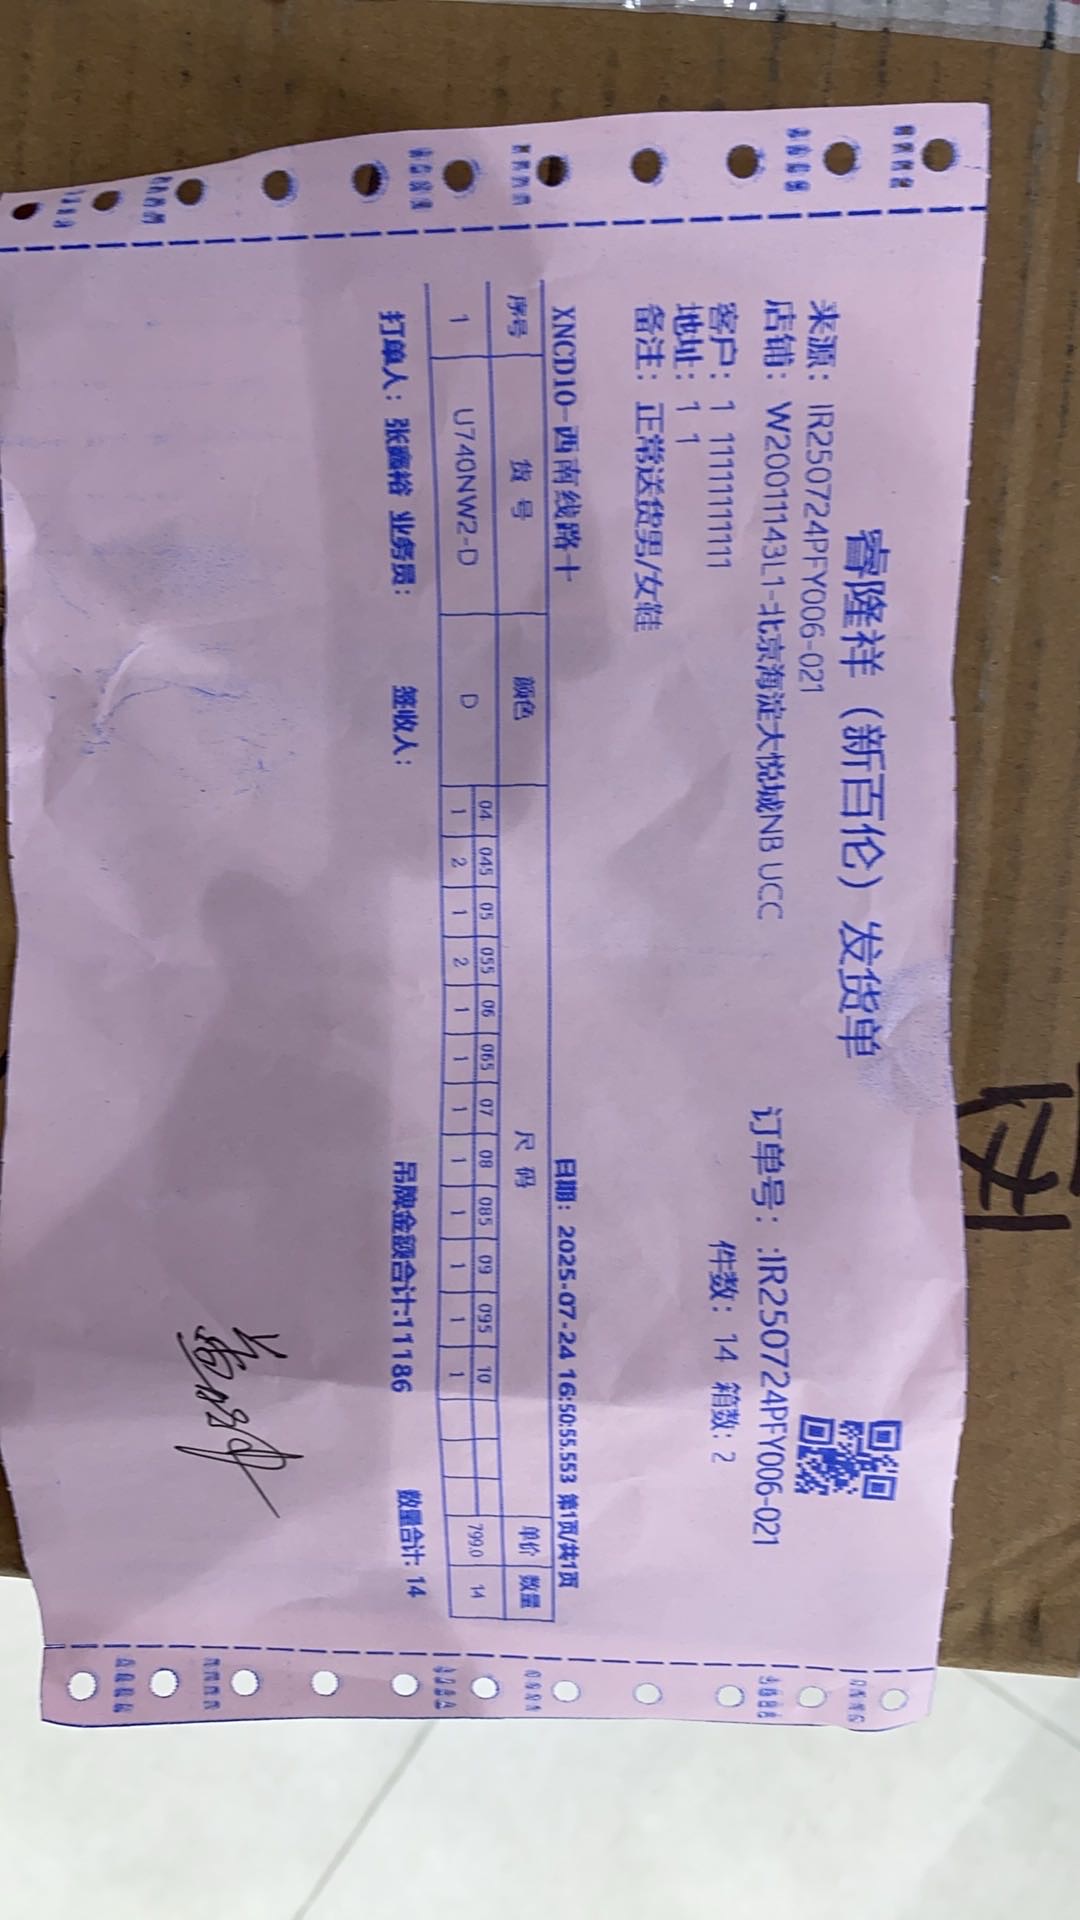 睿隆祥（新百伦）发货单
来源：IR250724PFY006-021
店铺：W20011143L1-北京海淀大悦城NB UCC
订单号：:IR250724PFY006-021
客户：1 11111111111
件数：14 箱数：2
地址：1 1
备注：正常送货男/女鞋
XNCD10-西南线路十 日期：2025-07-24 16:50:55.553 第1页/共1页
序号 货 号 颜色 尺 码 单价 数量
04 045 05 055 06 065 07 08 085 09 095 10
1 U740NW2-D D 1 2 1 2 1 1 1 1 1 1 1 1 799.0 14
打单人：张鑫裕 业务员： 签收人： 吊牌金额合计:11186 数量合计: 14